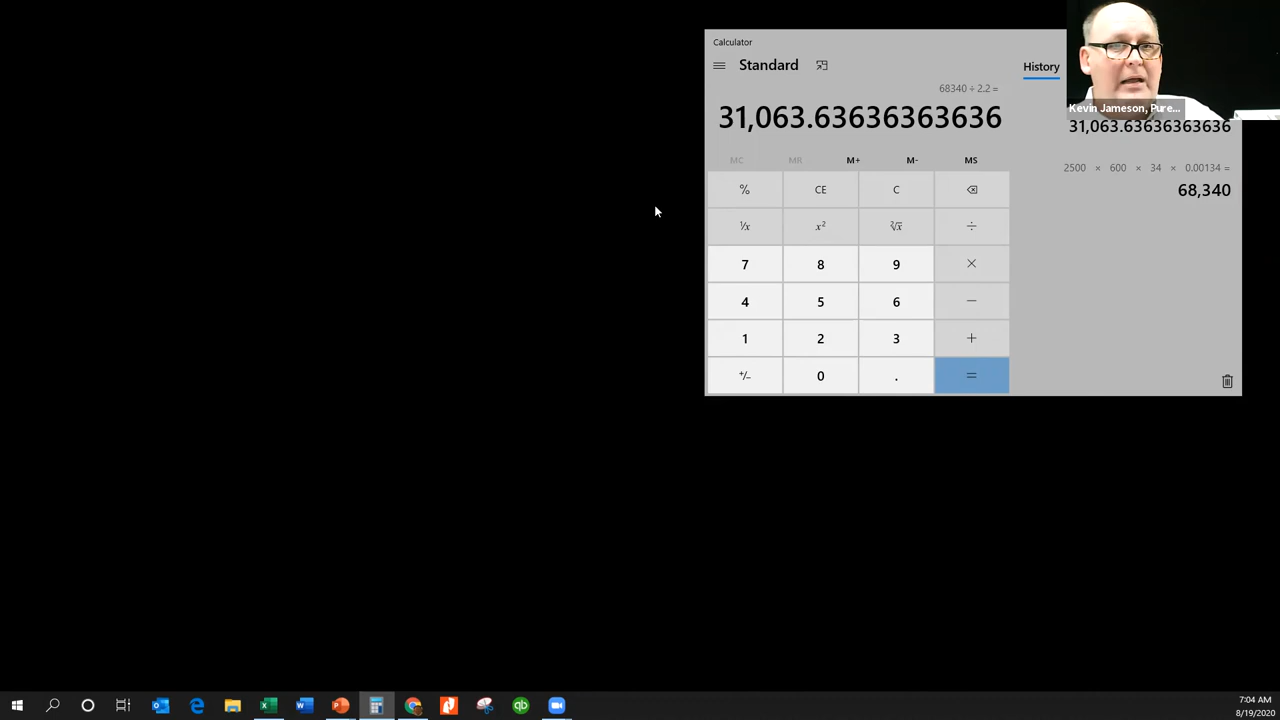 Calculator
Standard
History
68340 ÷ 2.2 =
31,063.63636363636
Kevin Jameson, Pure...
31,063.63636363636
2500 × 600 × 34 × 0.00134 =
68,340
MC MR M+ M- MS
% CE C
¹/x x² ²√x ÷
7 8 9 ×
4 5 6 −
1 2 3 +
+/− 0 . =
7:04 AM
8/19/2020